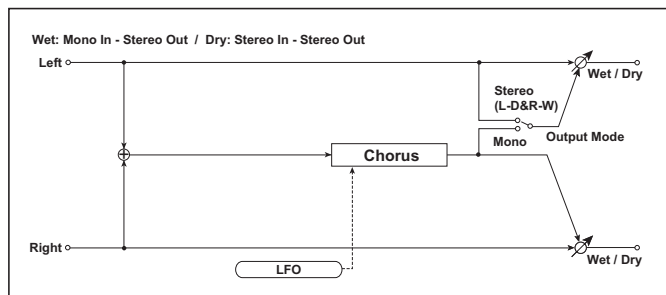 Wet: Mono In - Stereo Out / Dry: Stereo In - Stereo Out
Left
Wet / Dry
Stereo
(L-D&R-W)
Output Mode
Mono
Chorus
Right
Wet / Dry
LFO